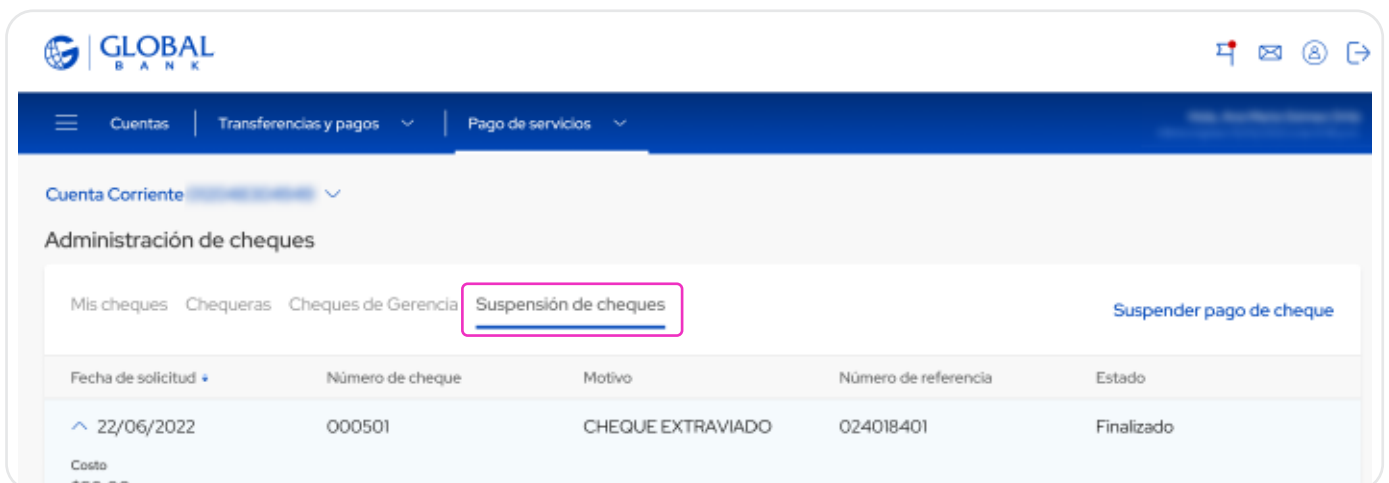 GLOBAL
BANK
Cuentas Transferencias y pagos Pago de servicios
Cuenta Corriente
Administración de cheques
Mis cheques Chequeras Cheques de Gerencia Suspensión de cheques Suspender pago de cheque
Fecha de solicitud Número de cheque Motivo Número de referencia Estado
22/06/2022 000501 CHEQUE EXTRAVIADO 024018401 Finalizado
Costo